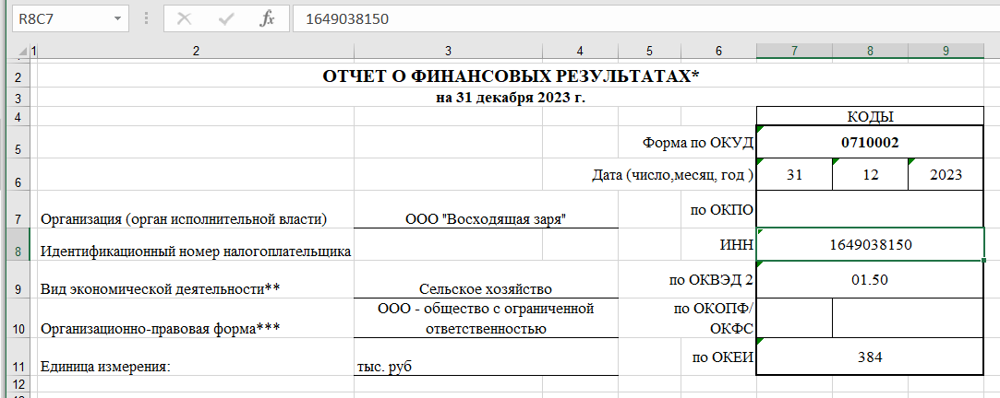 R8C7
fx
1649038150
1 2 3 4 5 6 7 8 9
2 ОТЧЕТ О ФИНАНСОВЫХ РЕЗУЛЬТАТАХ*
3 на 31 декабря 2023 г.
4 КОДЫ
5 Форма по ОКУД 0710002
6 Дата (число,месяц, год ) 31 12 2023
7 Организация (орган исполнительной власти) ООО "Восходящая заря" по ОКПО
8 Идентификационный номер налогоплательщика ИНН 1649038150
9 Вид экономической деятельности** Сельское хозяйство по ОКВЭД 2 01.50
ООО - общество с ограниченной по ОКОПФ/
10 Организационно-правовая форма*** ответственностью ОКФС
11 Единица измерения: тыс. руб по ОКЕИ 384
12